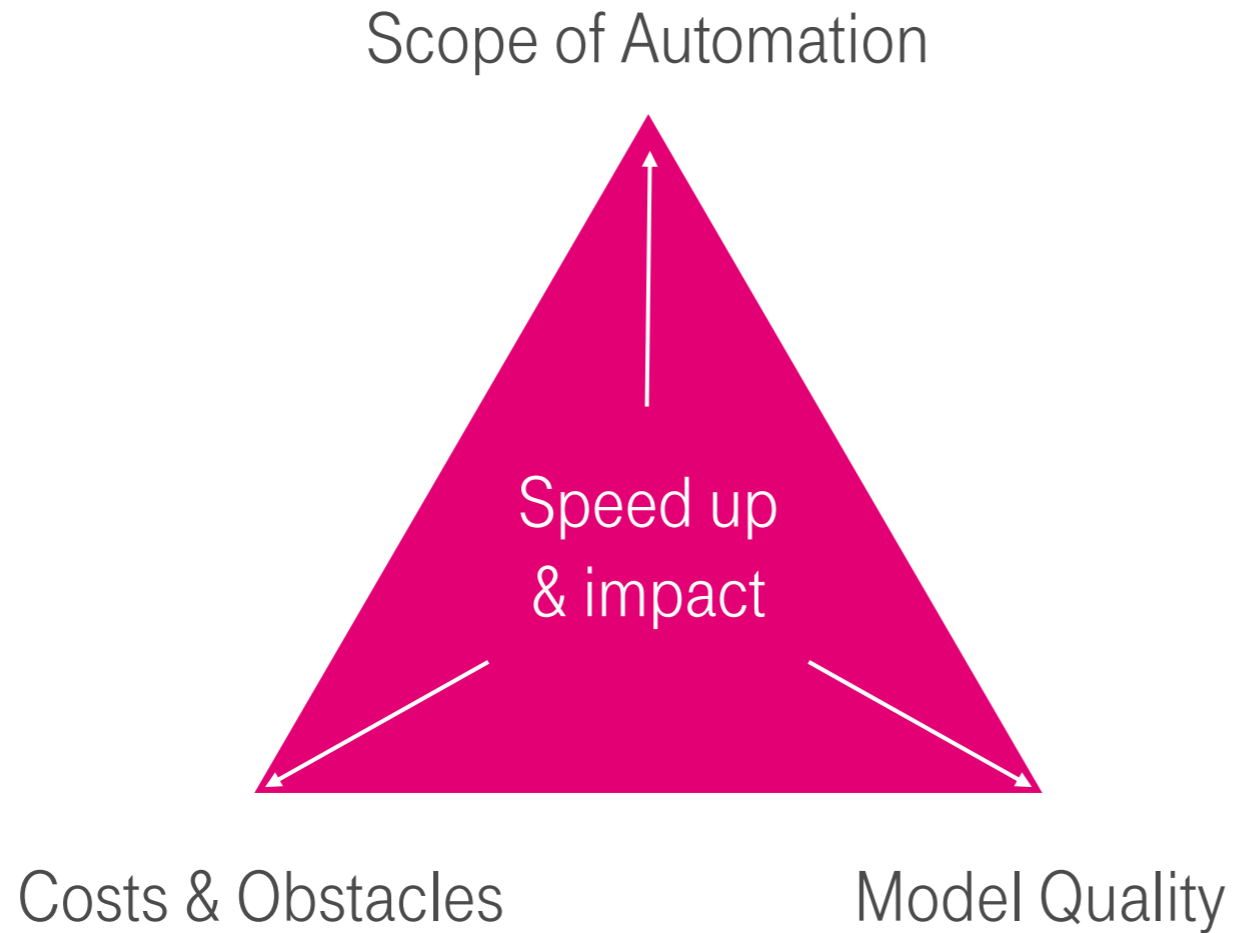 Scope of Automation
Speed up
& impact
Costs & Obstacles
Model Quality